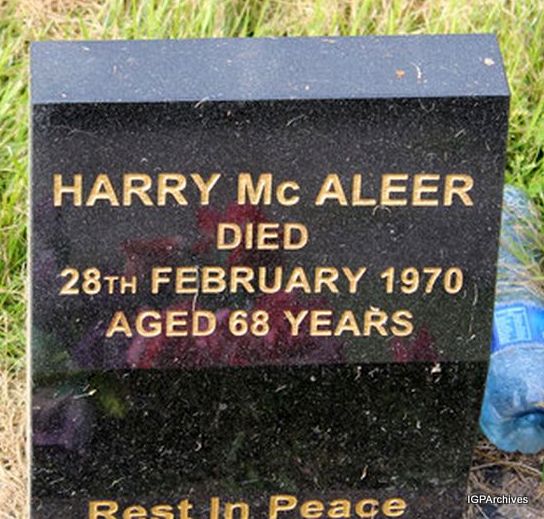 HARRY Mc ALEER
DIED
28TH FEBRUARY 1970
AGED 68 YEARS
Rest In Peace
IGPArchives